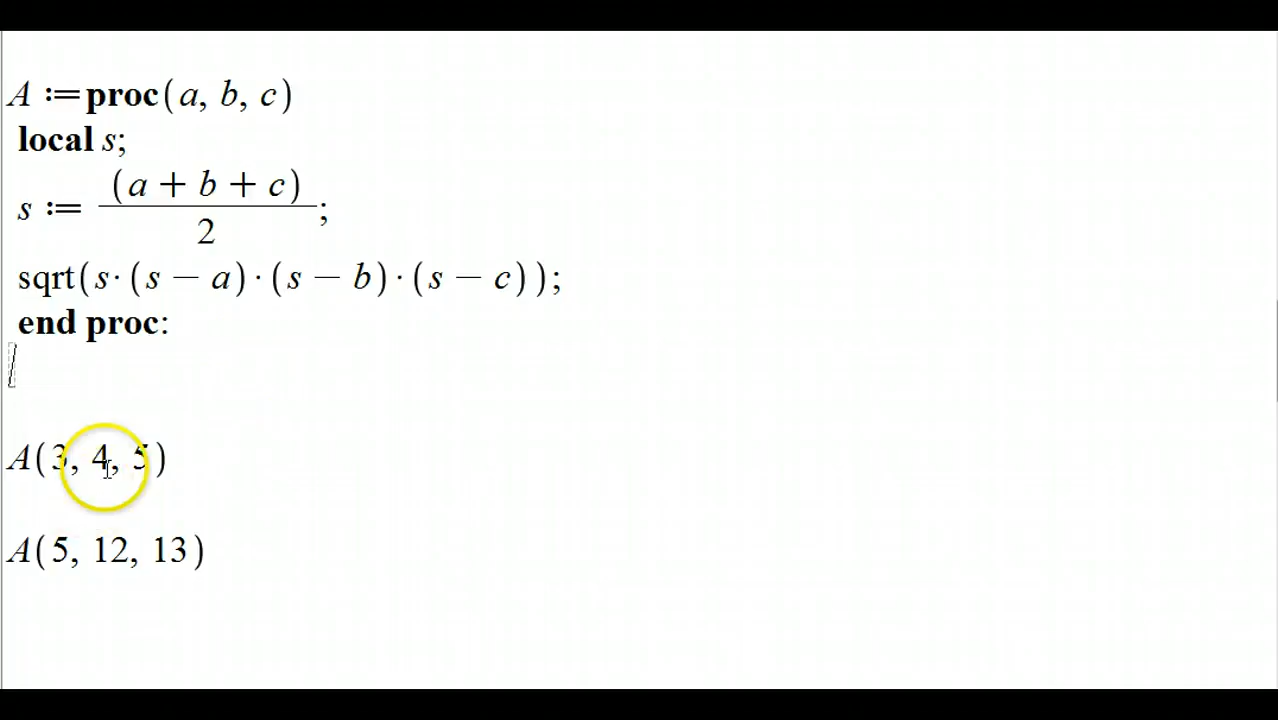 A := proc(a, b, c)
local s;
s := (a + b + c)/2;
sqrt(s·(s − a)·(s − b)·(s − c));
end proc:
A(3, 4, 5)
A(5, 12, 13)